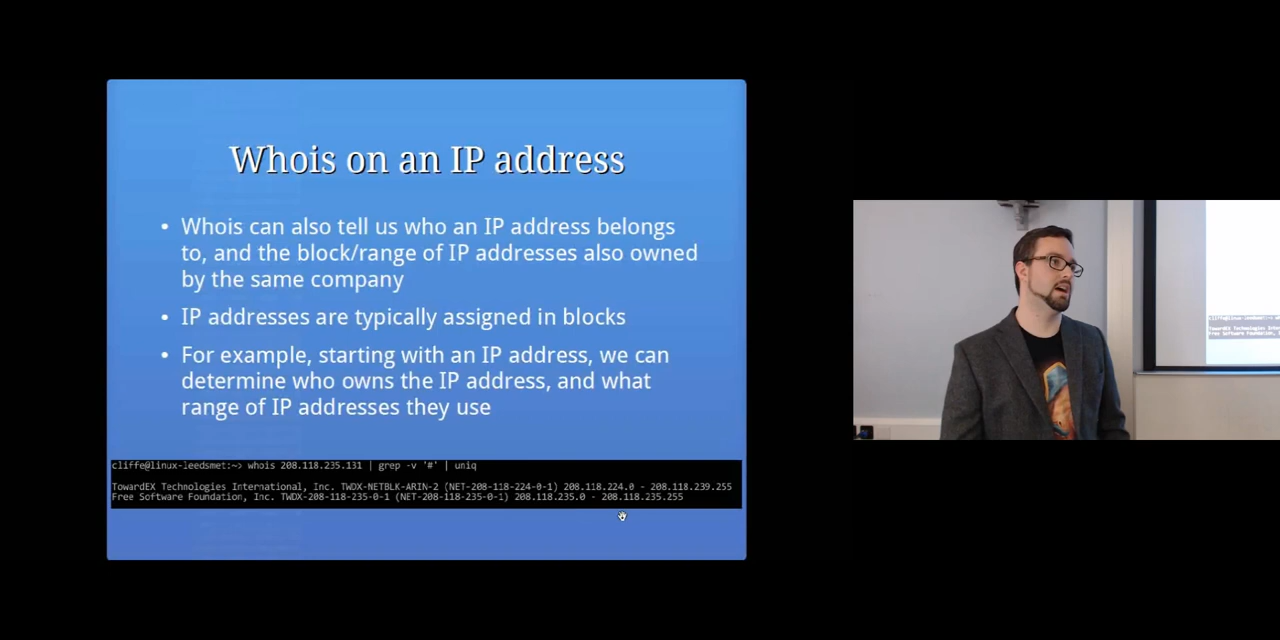 Whois on an IP address
• Whois can also tell us who an IP address belongs
to, and the block/range of IP addresses also owned
by the same company
• IP addresses are typically assigned in blocks
• For example, starting with an IP address, we can
determine who owns the IP address, and what
range of IP addresses they use
cliffe@linux-leedsmet:~> whois 208.118.235.131 | grep -v '#' | uniq
TowardEX Technologies International, Inc. TWDX-NETBLK-ARIN-2 (NET-208-118-224-0-1) 208.118.224.0 - 208.118.239.255
Free Software Foundation, Inc. TWDX-208-118-235-0-1 (NET-208-118-235-0-1) 208.118.235.0 - 208.118.235.255